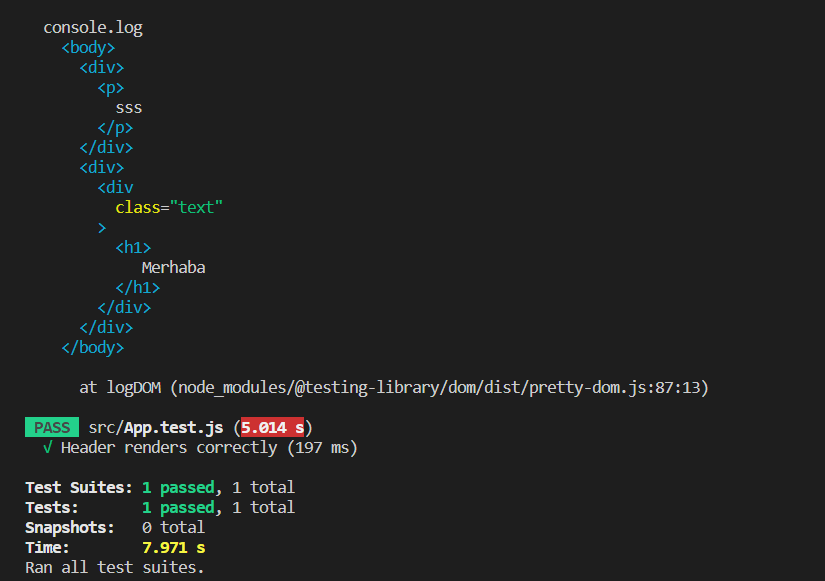 console.log
<body>
<div>
<p>
sss
</p>
</div>
<div>
<div
class="text"
>
<h1>
Merhaba
</h1>
</div>
</div>
</body>
at logDOM (node_modules/@testing-library/dom/dist/pretty-dom.js:87:13)
PASS src/App.test.js (5.014 s)
√ Header renders correctly (197 ms)
Test Suites: 1 passed, 1 total
Tests: 1 passed, 1 total
Snapshots: 0 total
Time: 7.971 s
Ran all test suites.